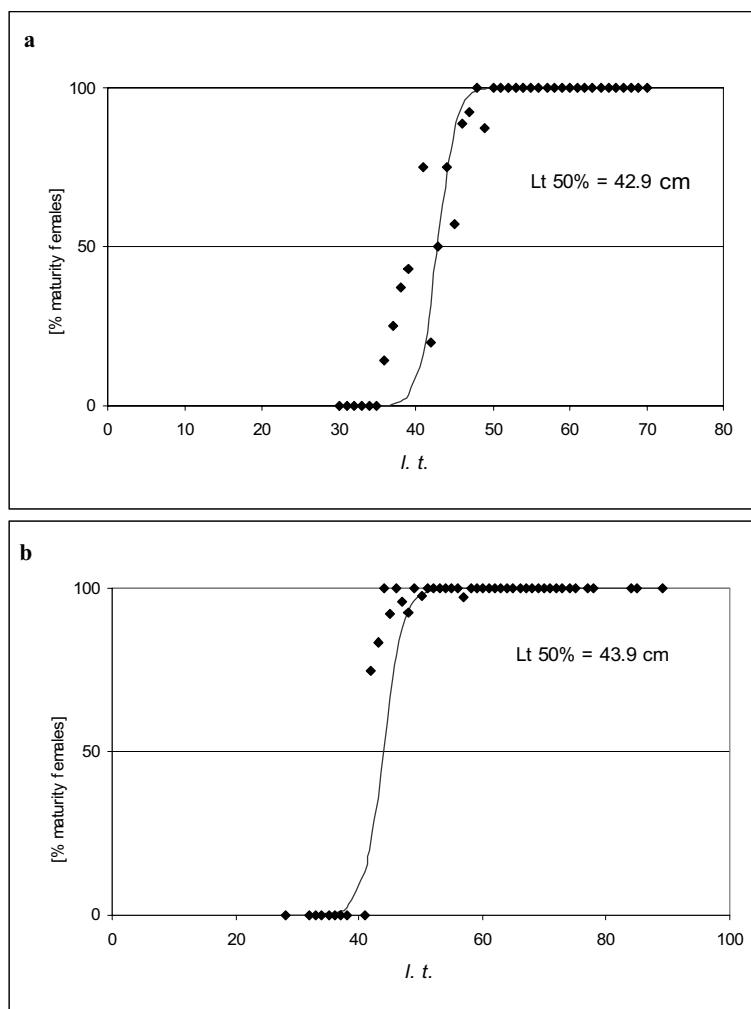 a
100
Lt 50% = 42.9 cm
[% maturity females]
50
0
0 10 20 30 40 50 60 70 80
l. t.
b
100
Lt 50% = 43.9 cm
[% maturity females]
50
0
0 20 40 60 80 100
l. t.